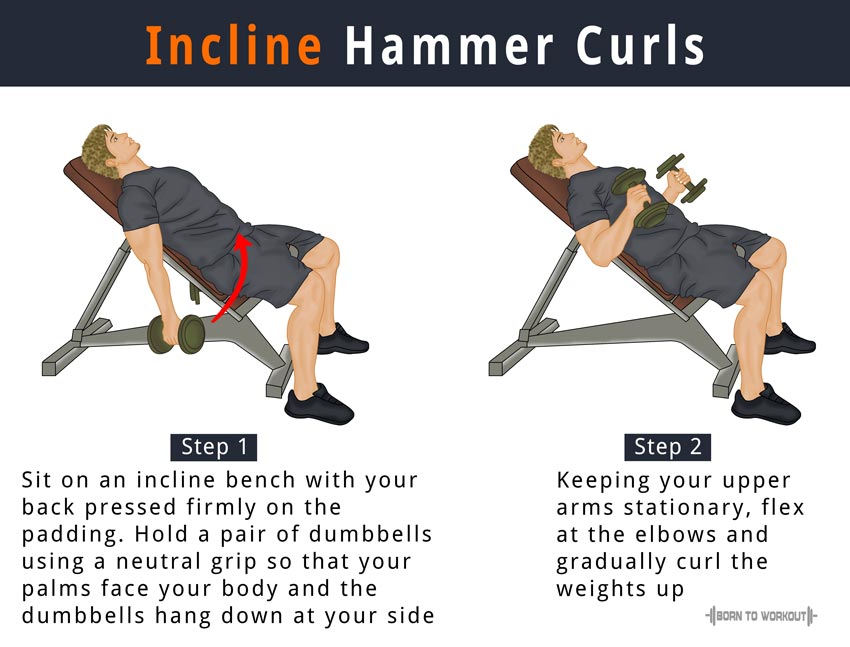 Incline Hammer Curls
Step 1
Sit on an incline bench with your
back pressed firmly on the
padding. Hold a pair of dumbbells
using a neutral grip so that your
palms face your body and the
dumbbells hang down at your side
Step 2
Keeping your upper
arms stationary, flex
at the elbows and
gradually curl the
weights up
BORN TO WORKOUT